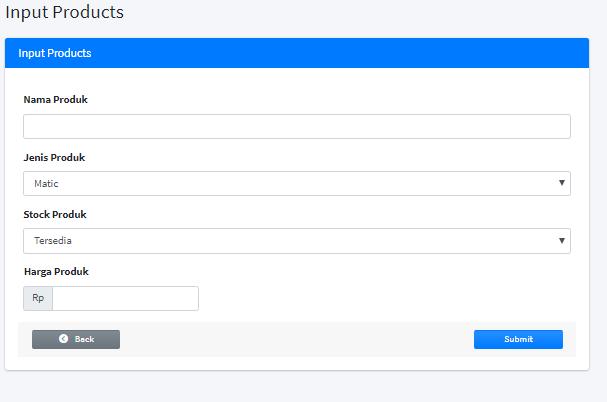 Input Products
Input Products
Nama Produk
Jenis Produk
Matic
Stock Produk
Tersedia
Harga Produk
Rp
Back
Submit